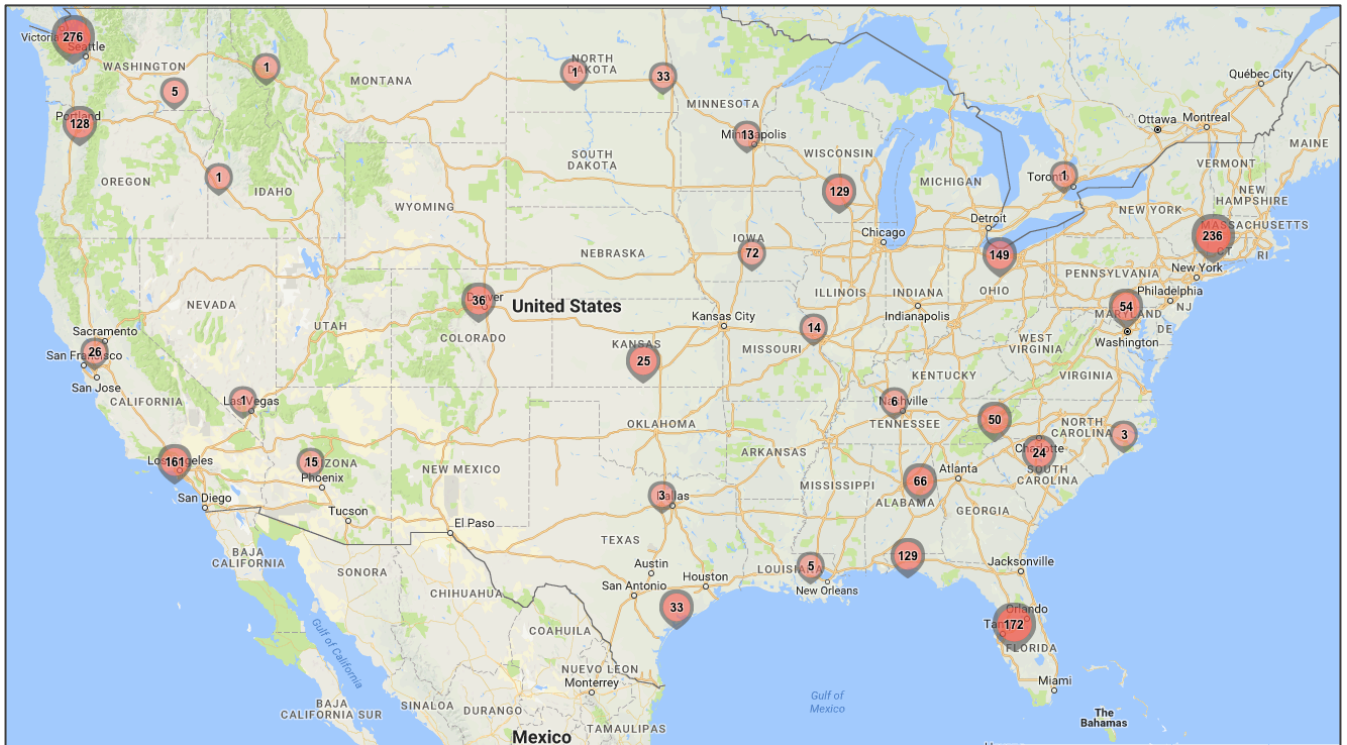 276
Victoria
Seattle
WASHINGTON
1
MONTANA
5
NORTH
DAKOTA
1
33
Québec City
Portland
128
MINNESOTA
Ottawa
Montreal
MAINE
13
Minneapolis
WISCONSIN
VERMONT
SOUTH
DAKOTA
OREGON
1
IDAHO
129
MICHIGAN
Toronto
1
NEW
HAMPSHIRE
WYOMING
NEW YORK
Detroit
MASSACHUSETTS
236
CT
RI
Chicago
IOWA
72
NEBRASKA
149
PENNSYLVANIA
New York
NEVADA
Denver
36
United States
ILLINOIS
INDIANA
OHIO
Philadelphia
NJ
54
MARYLAND
Indianapolis
Kansas City
UTAH
COLORADO
Sacramento
14
DE
Washington
26
San Francisco
KANSAS
25
MISSOURI
WEST
VIRGINIA
San Jose
KENTUCKY
VIRGINIA
CALIFORNIA
1
Las Vegas
6
Nashville
TENNESSEE
50
NORTH
CAROLINA
3
OKLAHOMA
Charlotte
24
ARKANSAS
161
Los Angeles
15
ARIZONA
Phoenix
NEW MEXICO
Atlanta
SOUTH
CAROLINA
66
MISSISSIPPI
ALABAMA
GEORGIA
San Diego
3
Dallas
Tucson
El Paso
TEXAS
BAJA
CALIFORNIA
SONORA
Austin
129
5
LOUISIANA
Jacksonville
CHIHUAHUA
San Antonio
Houston
New Orleans
33
Orlando
172
FLORIDA
COAHUILA
Gulf of California
NUEVO LEON
Monterrey
Miami
BAJA
CALIFORNIA SUR
SINALOA
DURANGO
Gulf of
Mexico
The
Bahamas
TAMAULIPAS
Mexico